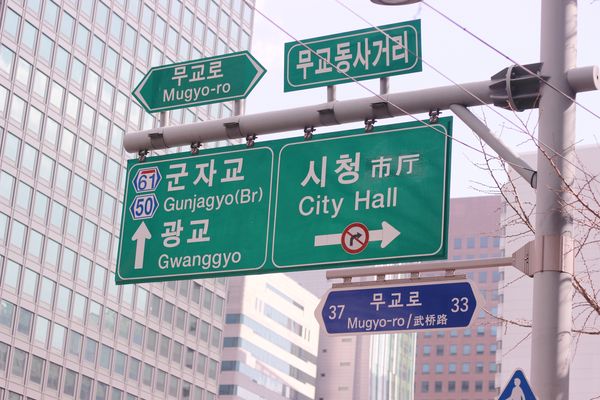 무교로
Mugyo-ro
무교동사거리
61
50
군자교
Gunjagyo(Br)
광교
Gwanggyo
시청 市厅
City Hall
37 무교로 33
Mugyo-ro/武桥路